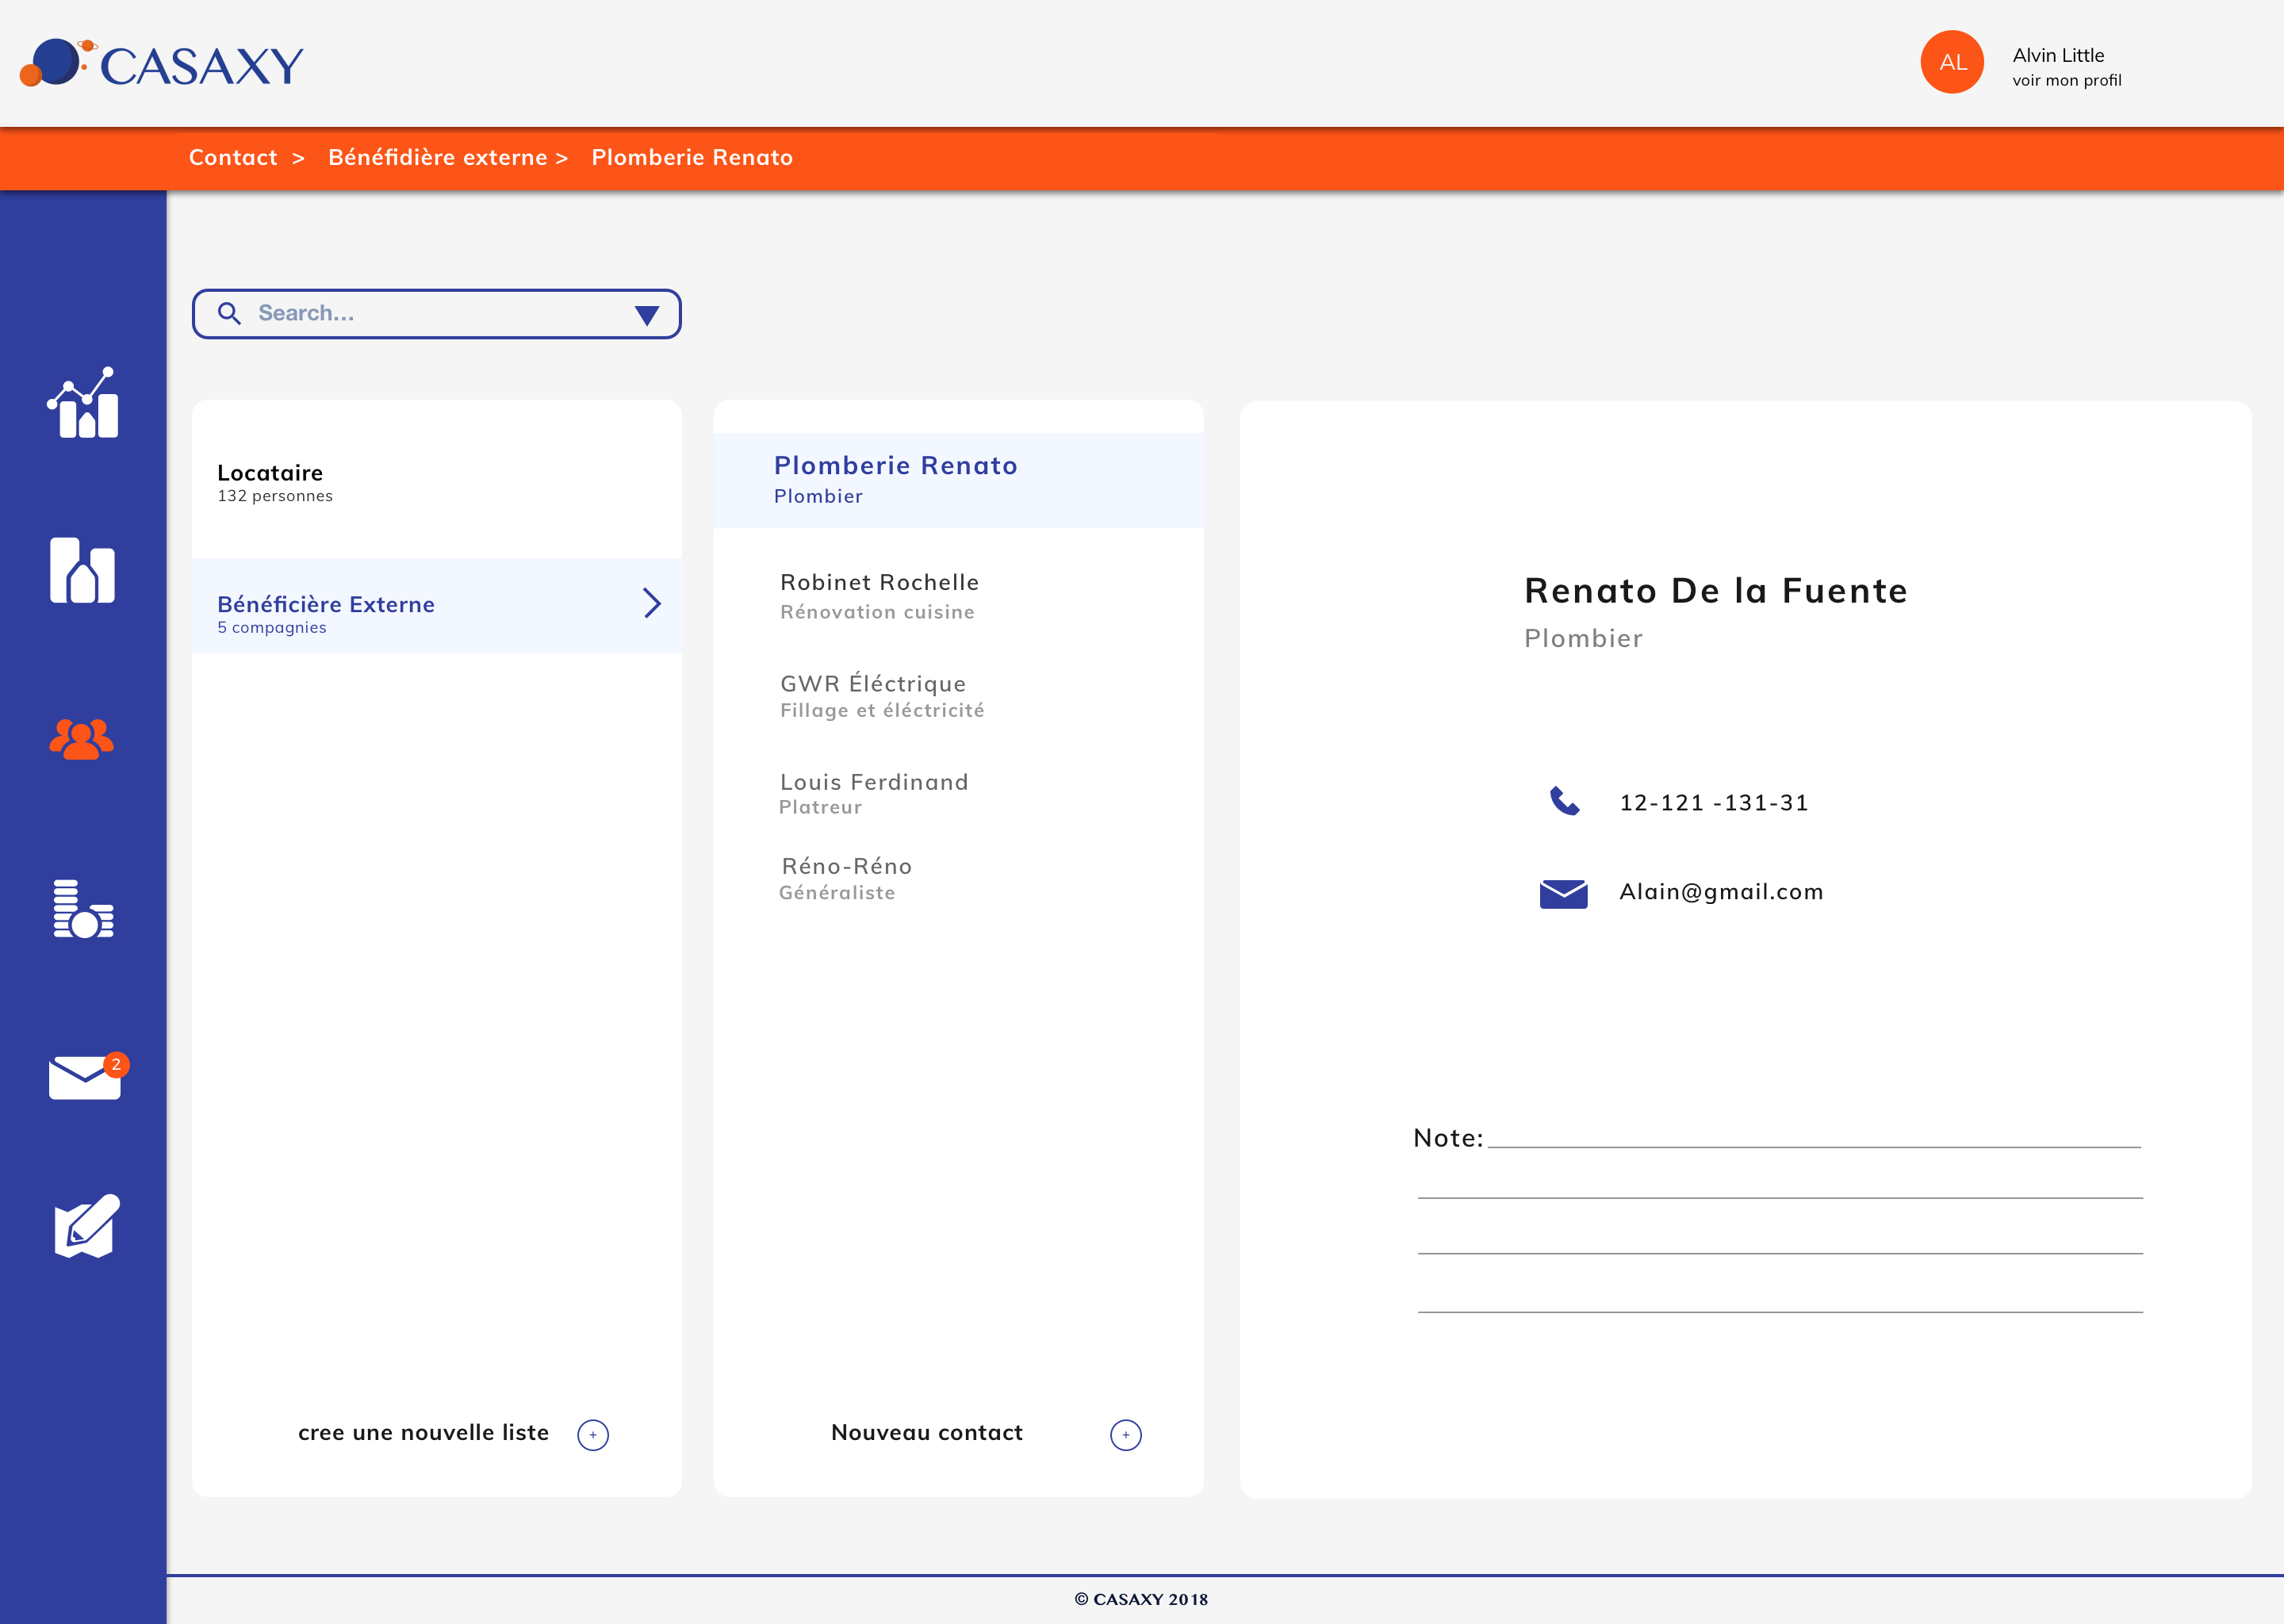 CASAXY
AL
Alvin Little
voir mon profil
Contact > Bénéfidière externe > Plomberie Renato
Search...
Locataire
132 personnes
Bénéficière Externe
5 compagnies
cree une nouvelle liste +
Plomberie Renato
Plombier
Robinet Rochelle
Rénovation cuisine
GWR Éléctrique
Fillage et éléctricité
Louis Ferdinand
Platreur
Réno-Réno
Généraliste
Nouveau contact +
Renato De la Fuente
Plombier
12-121 -131-31
Alain@gmail.com
Note:
2
© CASAXY 2018